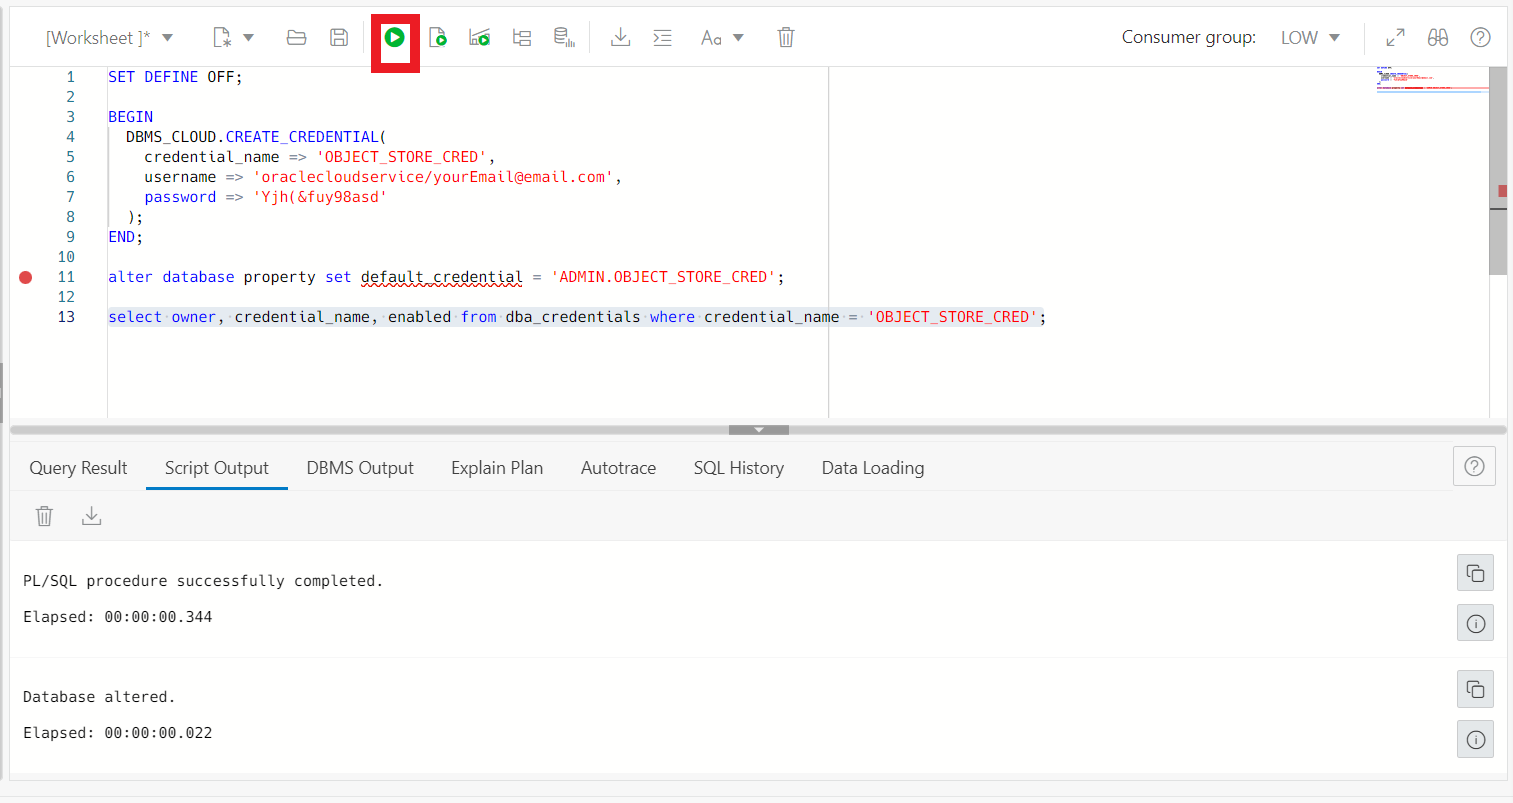 [Worksheet ]*
Aa
Consumer group: LOW
1 SET DEFINE OFF;
2
3 BEGIN
4 DBMS_CLOUD.CREATE_CREDENTIAL(
5 credential_name => 'OBJECT_STORE_CRED',
6 username => 'oraclecloudservice/yourEmail@email.com',
7 password => 'Yjh(&fuy98asd'
8 );
9 END;
10
11 alter database property set default_credential = 'ADMIN.OBJECT_STORE_CRED';
12
13 select owner, credential_name, enabled from dba_credentials where credential_name = 'OBJECT_STORE_CRED';
Query Result Script Output DBMS Output Explain Plan Autotrace SQL History Data Loading
PL/SQL procedure successfully completed.
Elapsed: 00:00:00.344
Database altered.
Elapsed: 00:00:00.022